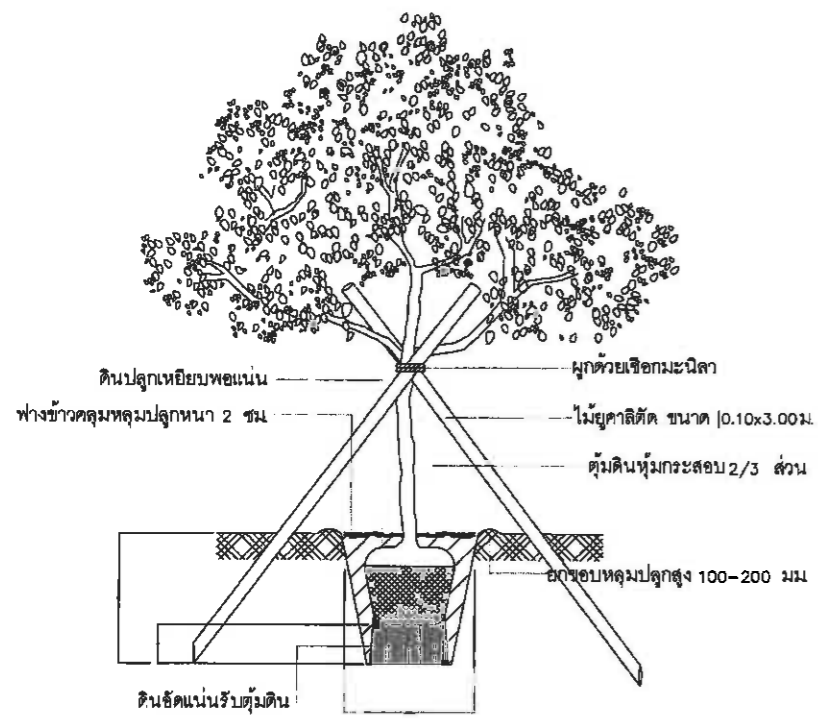 ผูกด้วยเชือกมะนิลา
ดินปลูกเหยียบพอแน่น
ฟางข้าวคลุมหลุมปลูกหนา 2 ซม.
ไม้ยูคาลิตัด ขนาด |0.10x3.00ม.
ตุ้มดินหุ้มกระสอบ 2/3 ส่วน
ยกขอบหลุมปลูกสูง 100-200 มม.
ดินอัดแน่นรับตุ้มดิน